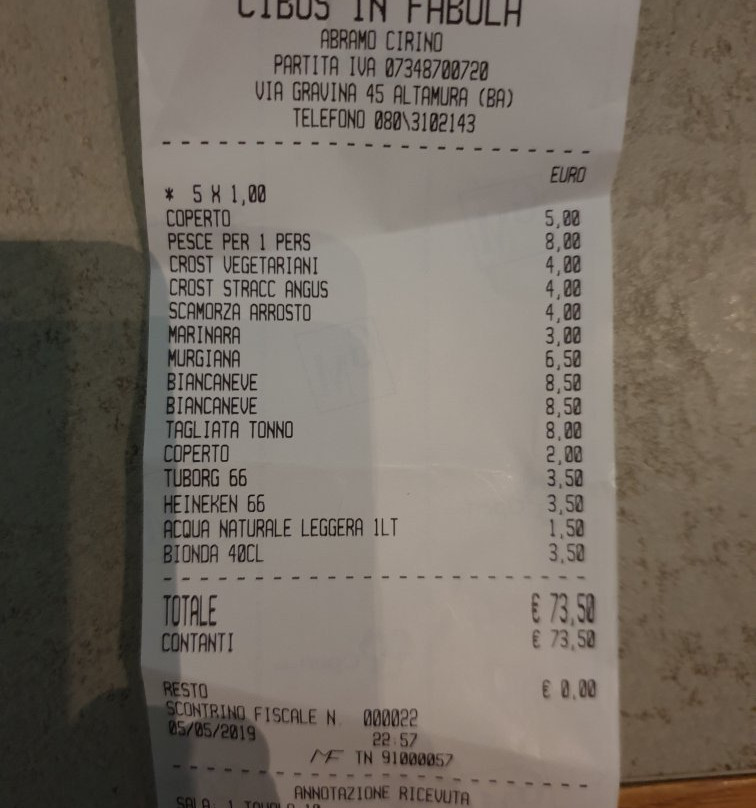 CIBUS IN FABULA
ABRAMO CIRINO
PARTITA IVA 07348700720
VIA GRAVINA 45 ALTAMURA (BA)
TELEFONO 080\3102143
EURO
* 5 X 1,00
COPERTO 5,00
PESCE PER 1 PERS 8,00
CROST VEGETARIANI 4,00
CROST STRACC ANGUS 4,00
SCAMORZA ARROSTO 4,00
MARINARA 3,00
MURGIANA 6,50
BIANCANEVE 8,50
BIANCANEVE 8,50
TAGLIATA TONNO 8,00
COPERTO 2,00
TUBORG 66 3,50
HEINEKEN 66 3,50
ACQUA NATURALE LEGGERA 1LT 1,50
BIONDA 40CL 3,50
TOTALE € 73,50
CONTANTI € 73,50
RESTO € 0,00
SCONTRINO FISCALE N. 000022
05/05/2019 22:57
MF TN 91000057
ANNOTAZIONE RICEVUTA
SALA 1 TAVOLO